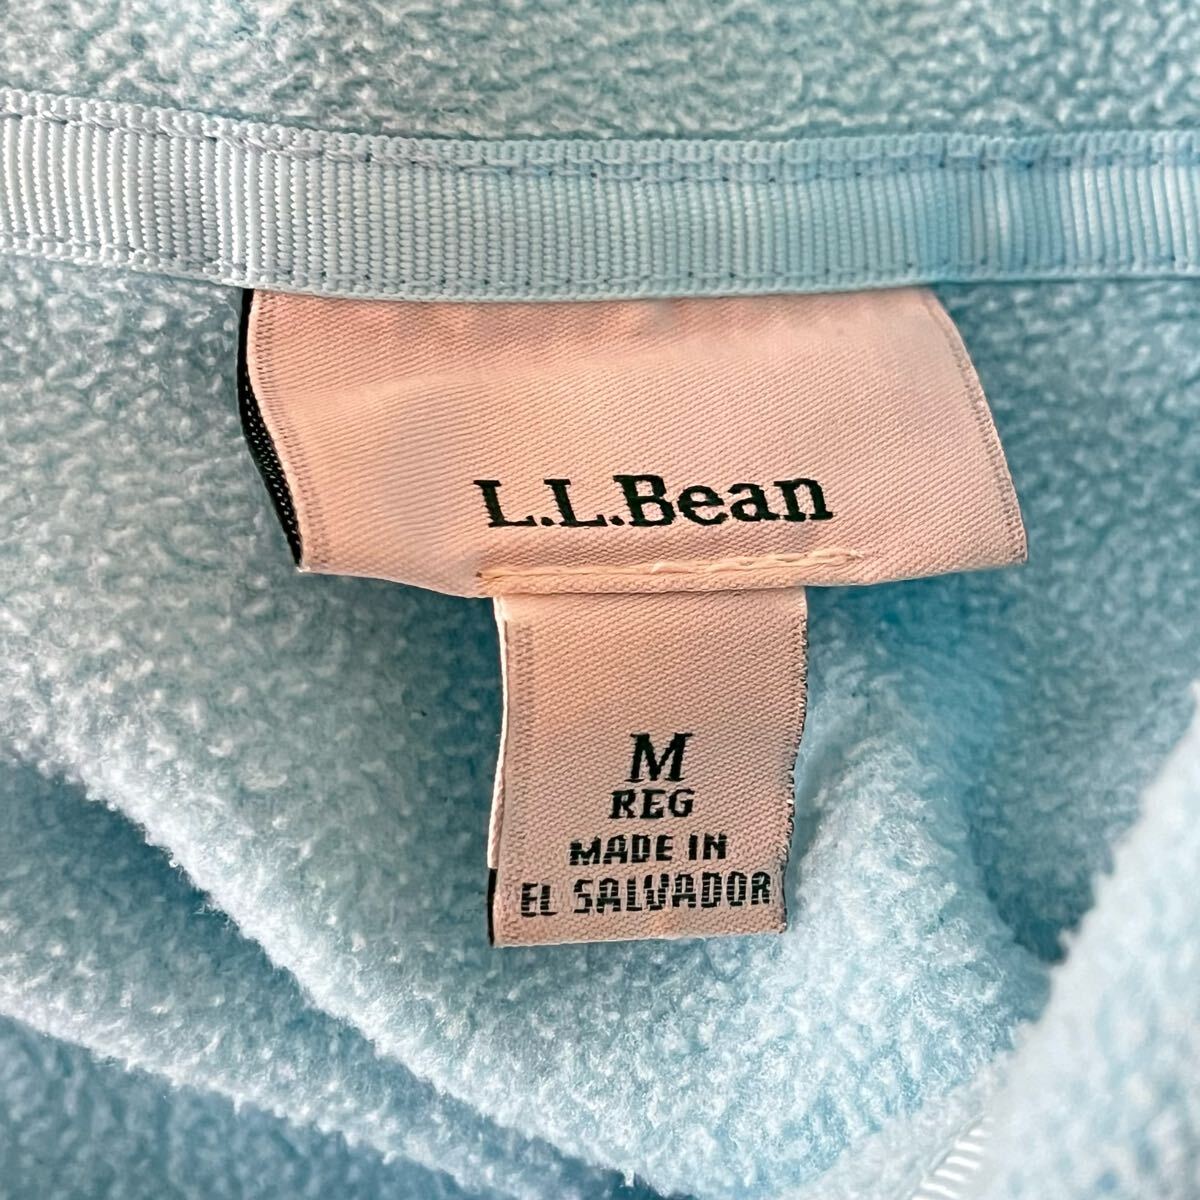 L.L.Bean
M
REG
MADE IN
EL SALVADOR